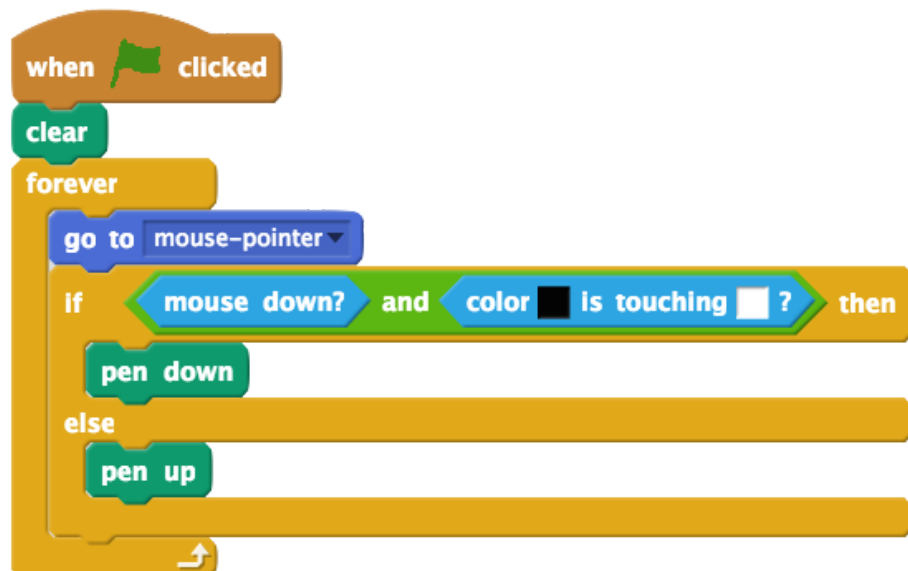 when clicked
clear
forever
go to mouse-pointer
if mouse down? and color is touching ? then
pen down
else
pen up